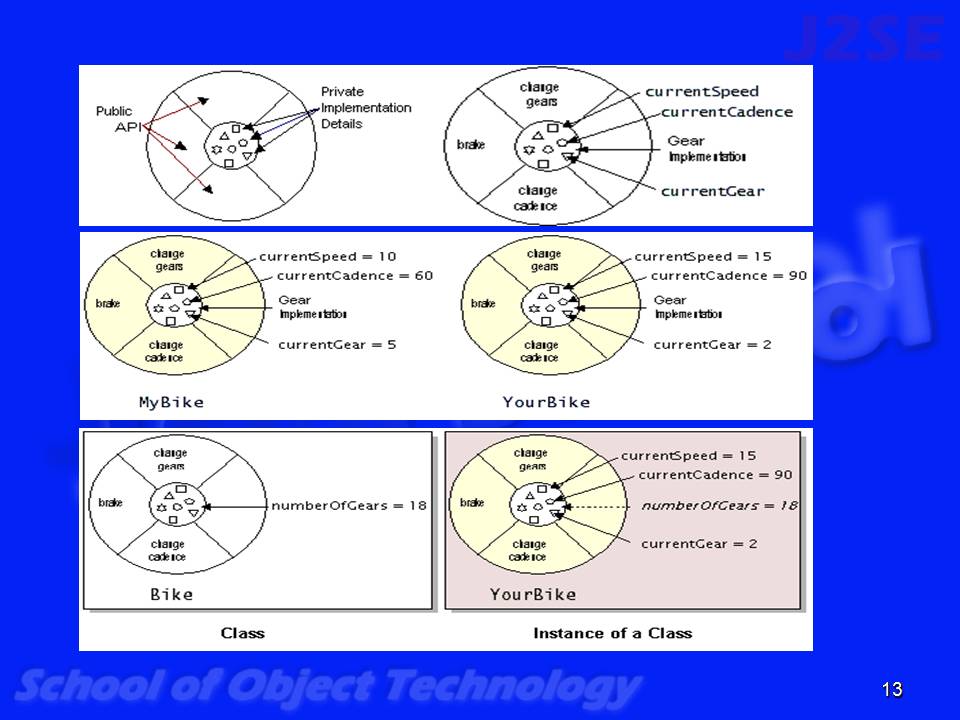 J2SE
Public
API
Private
Implementation
Details
change
gears
brake
change
cadence
currentSpeed
currentCadence
Gear
Implementation
currentGear
change
gears
brake
change
cadence
currentSpeed = 10
currentCadence = 60
Gear
Implementation
currentGear = 5
MyBike
change
gears
brake
change
cadence
currentSpeed = 15
currentCadence = 90
Gear
Implementation
currentGear = 2
YourBike
change
gears
brake
change
cadence
numberOfGears = 18
Bike
change
gears
brake
change
cadence
currentSpeed = 15
currentCadence = 90
numberOfGears = 18
currentGear = 2
YourBike
Class
Instance of a Class
School of Object Technology
13